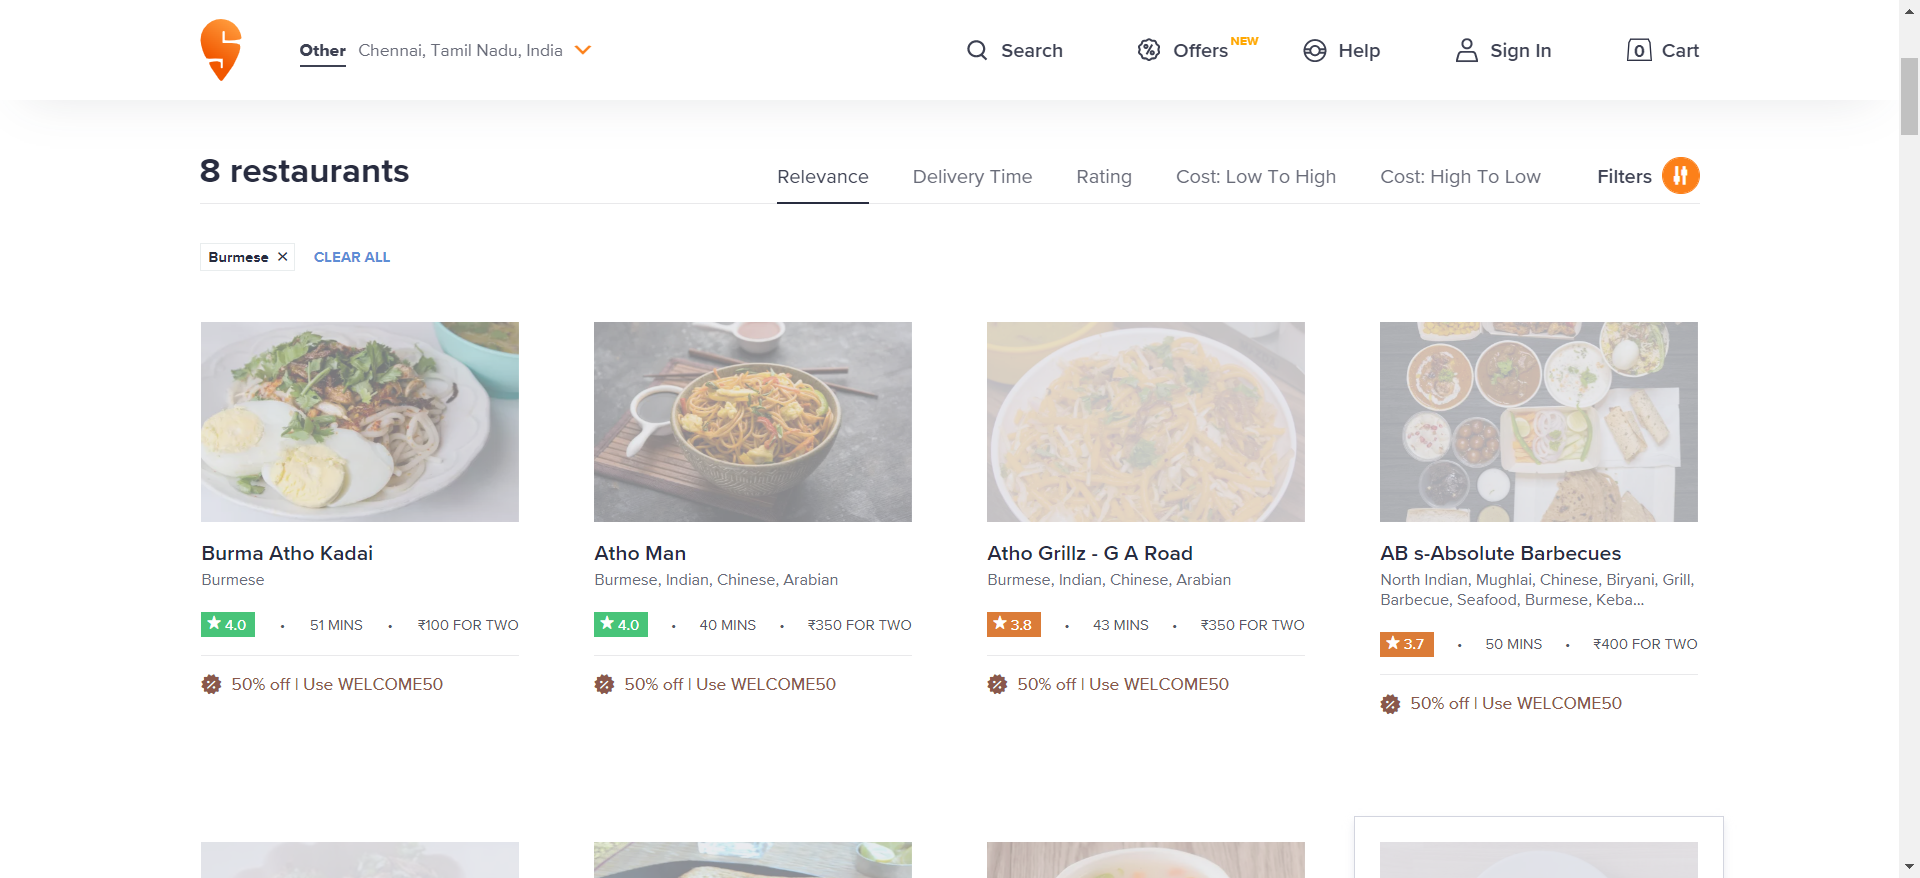 Other Chennai, Tamil Nadu, India
Search
Offers NEW
Help
Sign In
0 Cart
8 restaurants
Relevance
Delivery Time
Rating
Cost: Low To High
Cost: High To Low
Filters
Burmese ✕
CLEAR ALL
Burma Atho Kadai
Burmese
★ 4.0 • 51 MINS • ₹100 FOR TWO
50% off | Use WELCOME50
Atho Man
Burmese, Indian, Chinese, Arabian
★ 4.0 • 40 MINS • ₹350 FOR TWO
50% off | Use WELCOME50
Atho Grillz - G A Road
Burmese, Indian, Chinese, Arabian
★ 3.8 • 43 MINS • ₹350 FOR TWO
50% off | Use WELCOME50
AB s-Absolute Barbecues
North Indian, Mughlai, Chinese, Biryani, Grill,
Barbecue, Seafood, Burmese, Keba...
★ 3.7 • 50 MINS • ₹400 FOR TWO
50% off | Use WELCOME50